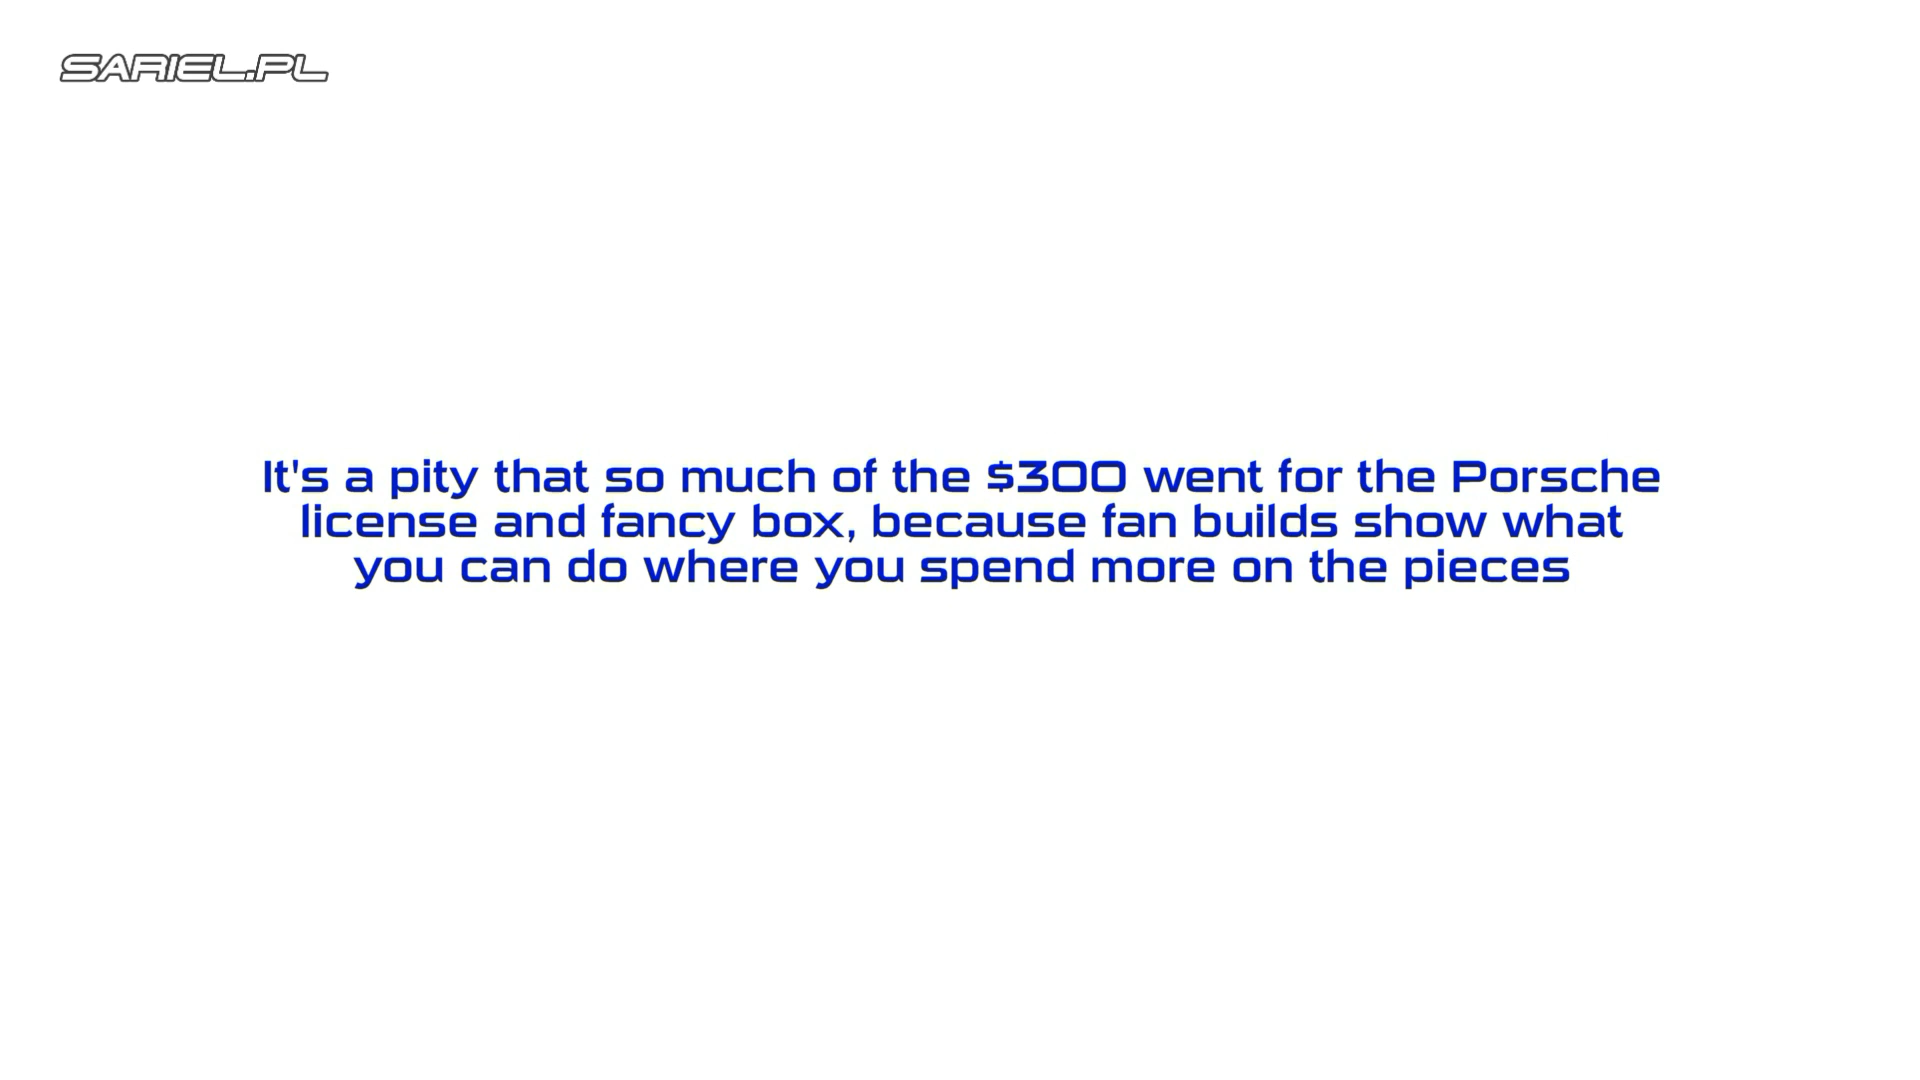 SARIEL.PL
It's a pity that so much of the $300 went for the Porsche
license and fancy box, because fan builds show what
you can do where you spend more on the pieces